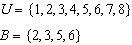 U = {1,2,3,4,5,6,7,8}
B = {2,3,5,6}